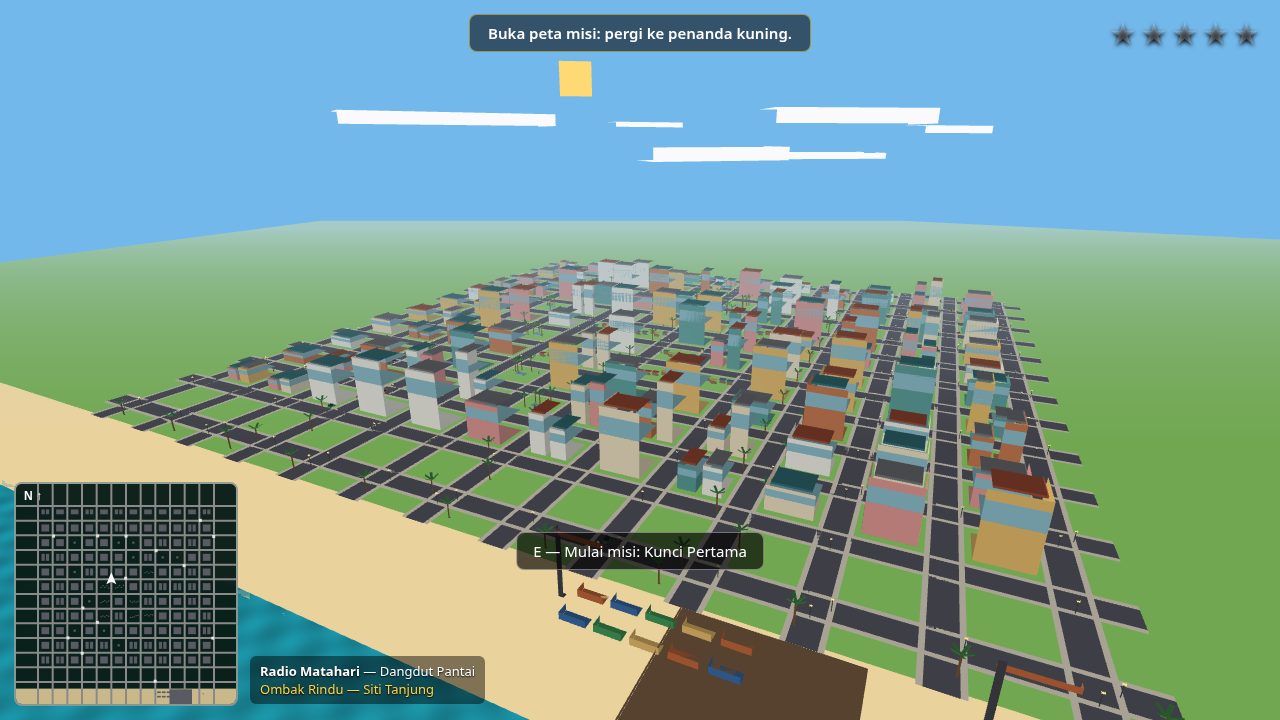 Buka peta misi: pergi ke penanda kuning.
E — Mulai misi: Kunci Pertama
N ↑
Radio Matahari — Dangdut Pantai
Ombak Rindu — Siti Tanjung